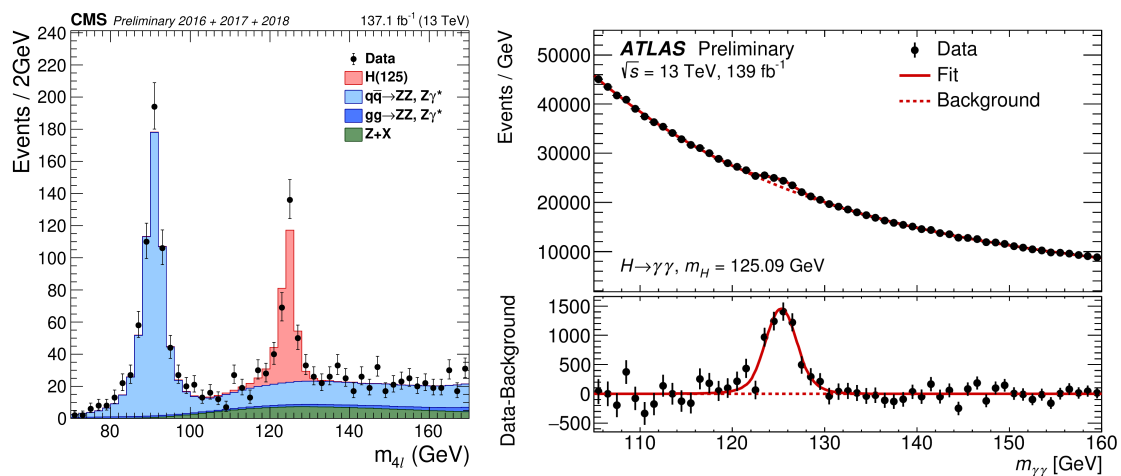 CMS Preliminary 2016 + 2017 + 2018 137.1 fb⁻¹ (13 TeV)
Events / 2GeV
240
220
200
180
160
140
120
100
80
60
40
20
0
Data
H(125)
qq̄→ZZ, Zγ*
gg→ZZ, Zγ*
Z+X
80 100 120 140 160
m4l (GeV)
Events / GeV
50000
40000
30000
20000
10000
ATLAS Preliminary
√s = 13 TeV, 139 fb⁻¹
Data
Fit
Background
H→γγ, mH = 125.09 GeV
Data-Background
1500
1000
500
0
−500
110 120 130 140 150 160
mγγ [GeV]